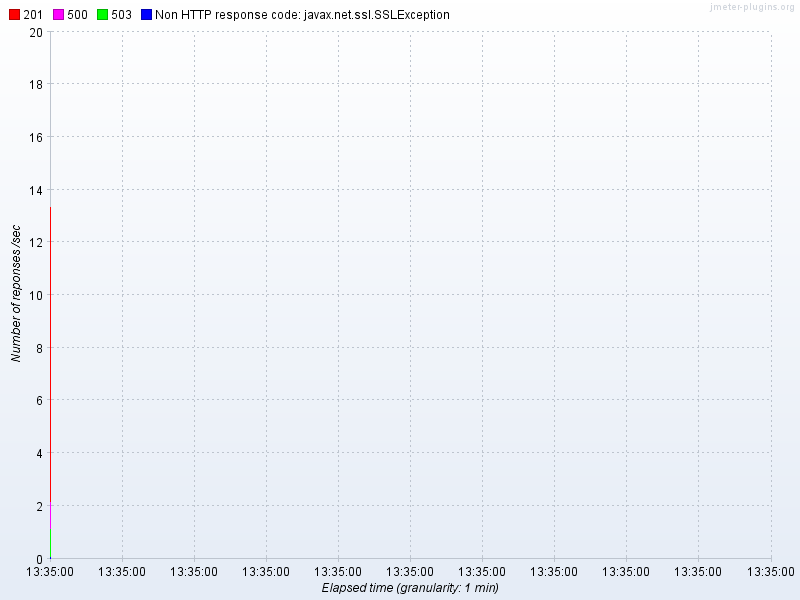 201 500 503 Non HTTP response code: javax.net.ssl.SSLException
jmeter-plugins.org
20
18
16
14
12
10
8
6
4
2
0
Number of reponses /sec
13:35:00 13:35:00 13:35:00 13:35:00 13:35:00 13:35:00 13:35:00 13:35:00 13:35:00 13:35:00 13:35:00
Elapsed time (granularity: 1 min)